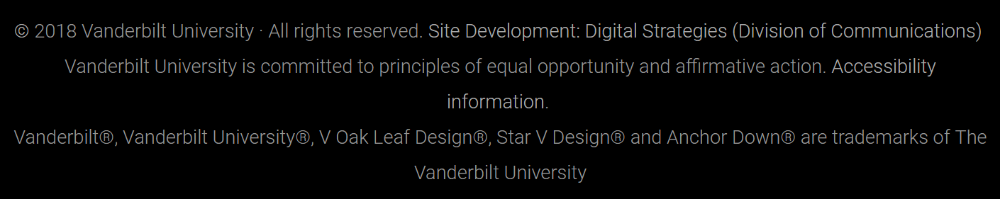 © 2018 Vanderbilt University · All rights reserved. Site Development: Digital Strategies (Division of Communications)
Vanderbilt University is committed to principles of equal opportunity and affirmative action. Accessibility
information.
Vanderbilt®, Vanderbilt University®, V Oak Leaf Design®, Star V Design® and Anchor Down® are trademarks of The
Vanderbilt University